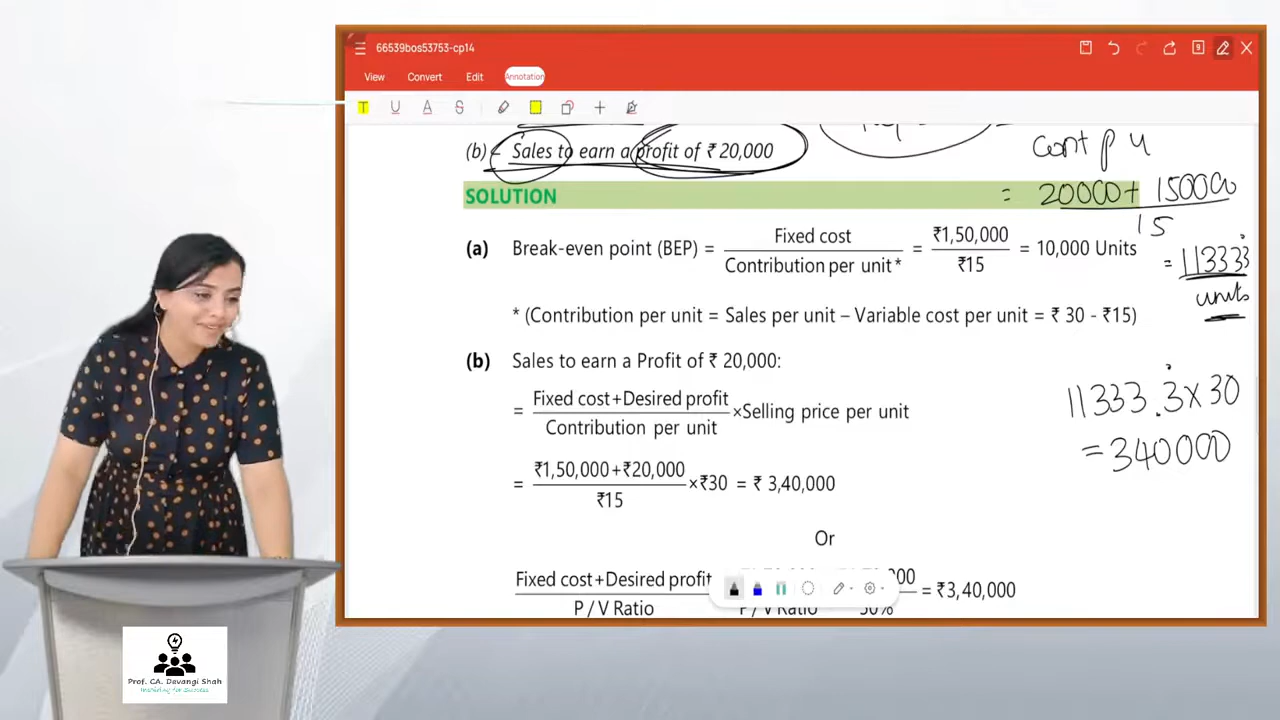 66539bos53753-cp14
View Convert Edit Annotation
T U A S
(b) Sales to earn a profit of ₹ 20,000
Cont p u
SOLUTION
= 20000+ 150000
15
= 11333.3
units
(a) Break-even point (BEP) = Fixed cost / Contribution per unit* = ₹1,50,000 / ₹15 = 10,000 Units
* (Contribution per unit = Sales per unit – Variable cost per unit = ₹ 30 - ₹15)
(b) Sales to earn a Profit of ₹ 20,000:
= Fixed cost+Desired profit / Contribution per unit ×Selling price per unit
11333.3 x 30
= 340000
= ₹1,50,000+₹20,000 / ₹15 ×₹30 = ₹ 3,40,000
Or
Fixed cost+Desired profit / P / V Ratio
P / V Ratio
50%
= ₹3,40,000
Prof. CA. Devangi Shah